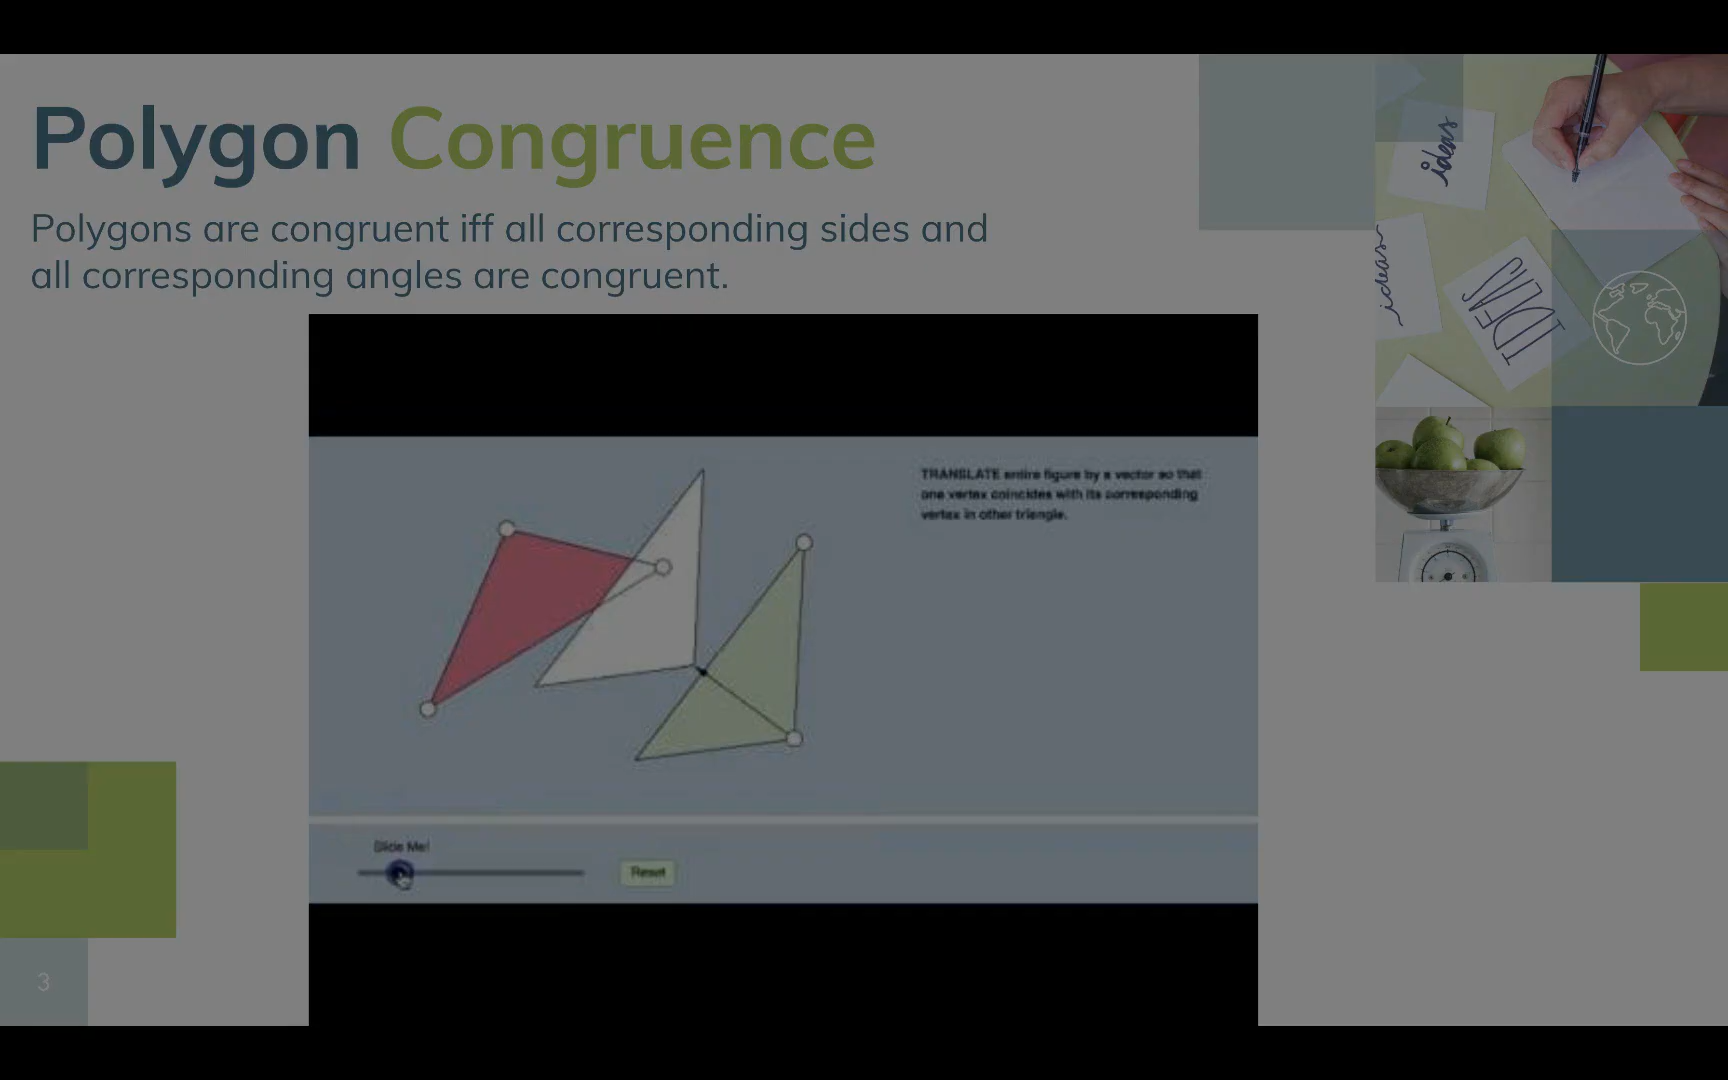 Polygon Congruence
Polygons are congruent iff all corresponding sides and
all corresponding angles are congruent.
ideas
ideas
IDEAS
TRANSLATE entire figure by a vector so that
one vertex coincides with its corresponding
vertex in other triangle.
Slide Me!
Reset
3